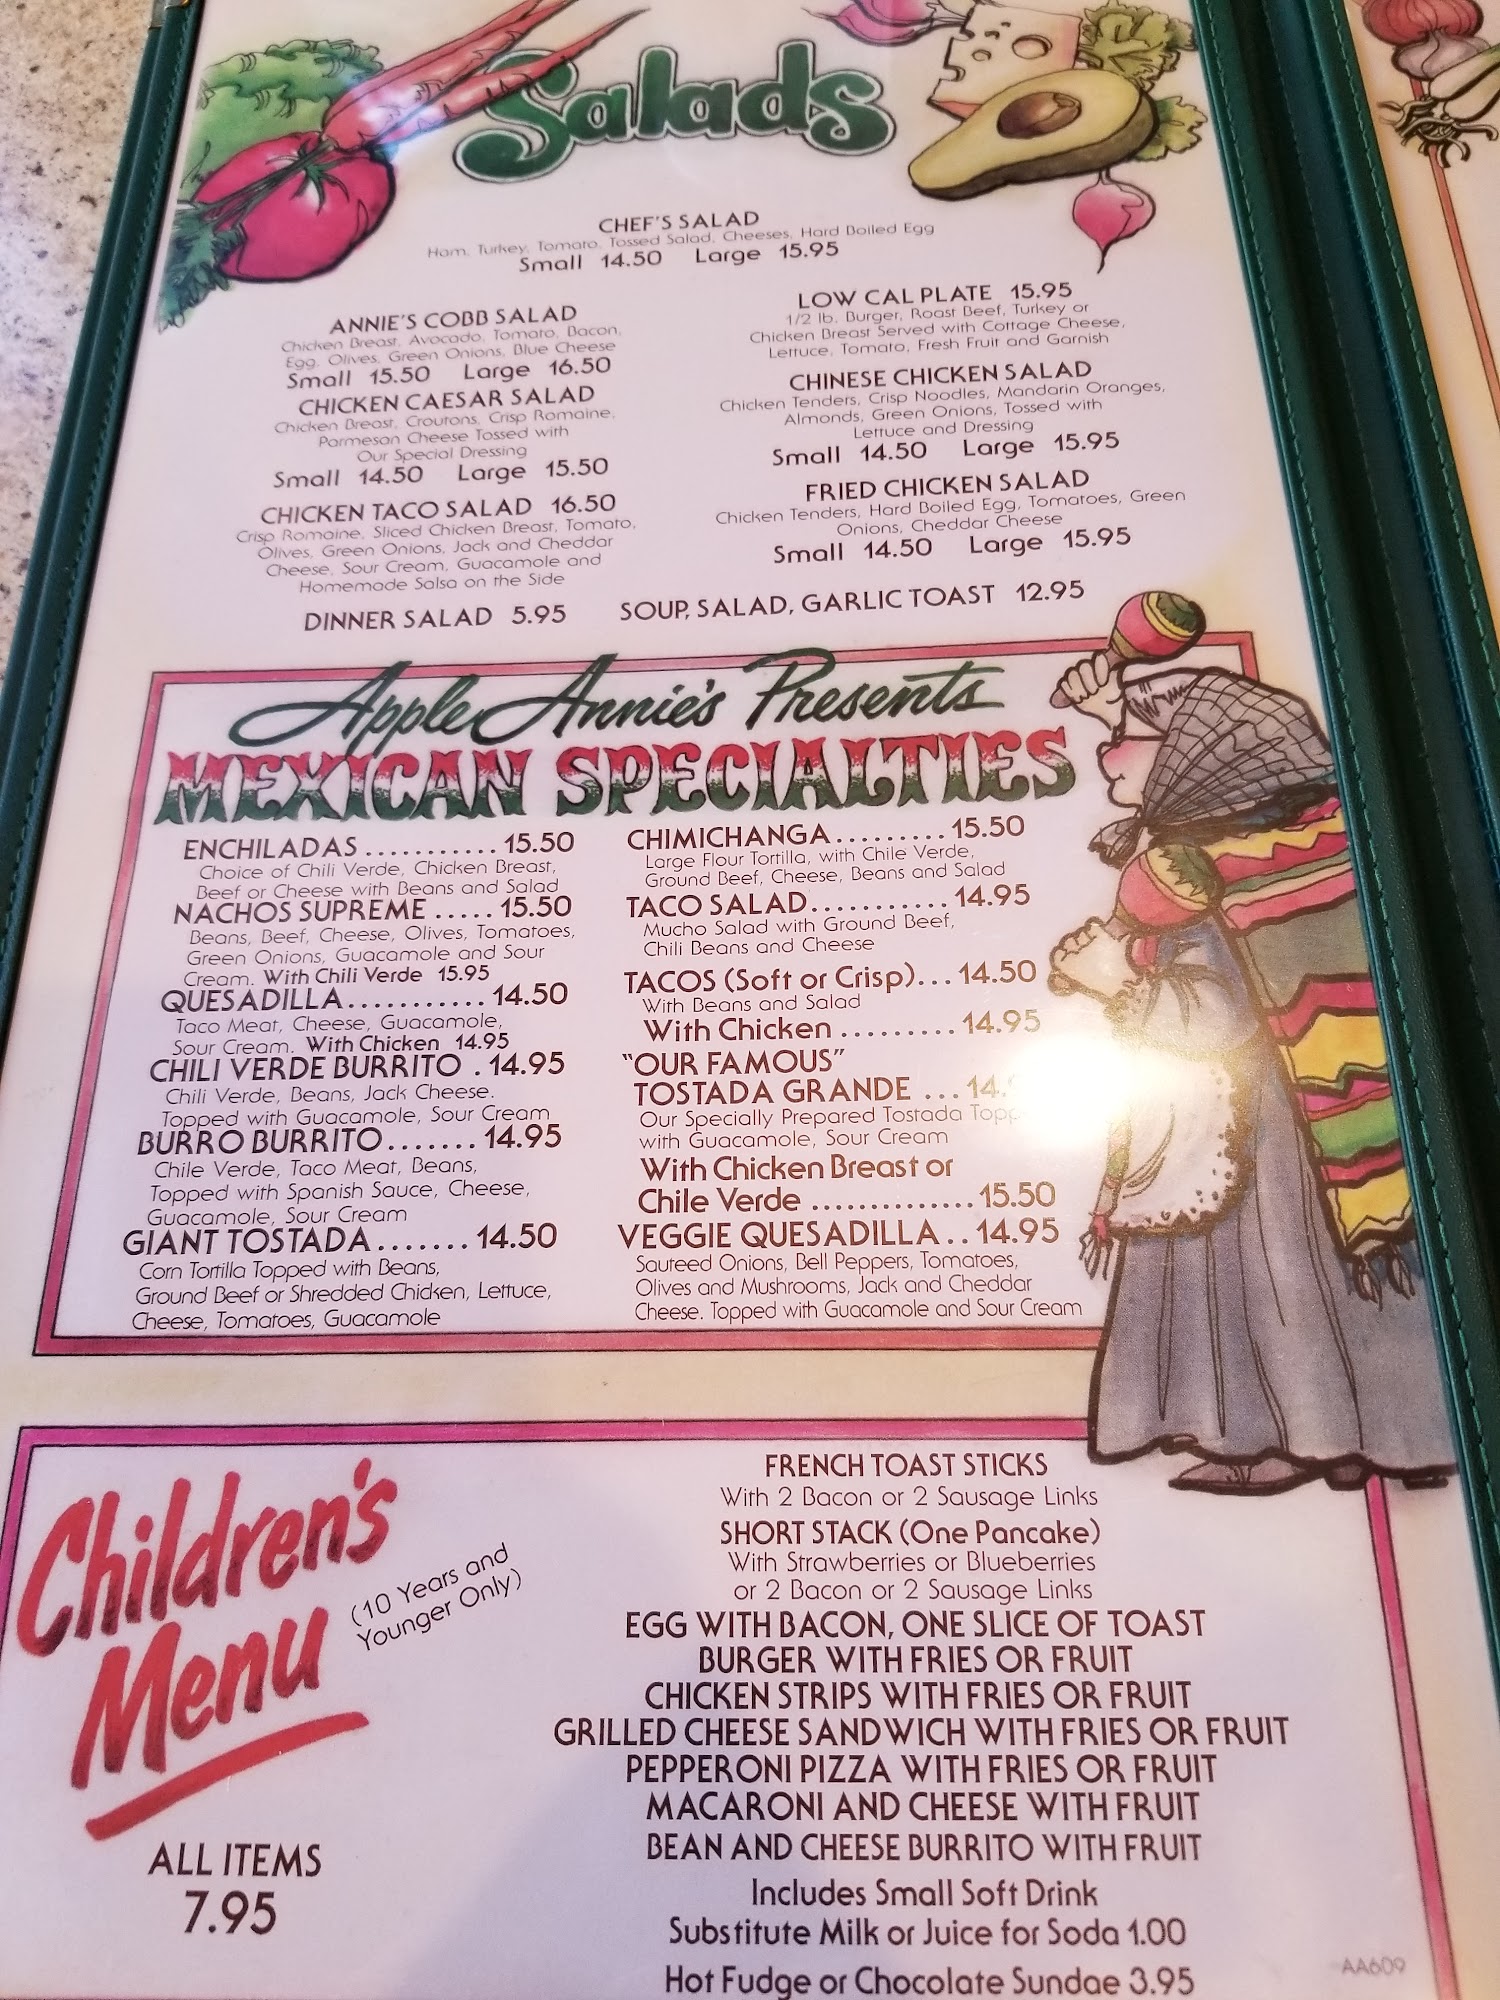 Salads
CHEF'S SALAD
Ham, Turkey, Tomato, Tossed Salad, Cheeses, Hard Boiled Egg
Small 14.50 Large 15.95
ANNIE'S COBB SALAD
Chicken Breast, Avocado, Tomato, Bacon,
Egg, Olives, Green Onions, Blue Cheese
Small 15.50 Large 16.50
CHICKEN CAESAR SALAD
Chicken Breast, Croutons, Crisp Romaine,
Parmesan Cheese Tossed with
Our Special Dressing
Small 14.50 Large 15.50
CHICKEN TACO SALAD 16.50
Crisp Romaine, Sliced Chicken Breast, Tomato,
Olives, Green Onions, Jack and Cheddar
Cheese, Sour Cream, Guacamole and
Homemade Salsa on the Side
DINNER SALAD 5.95
LOW CAL PLATE 15.95
1/2 lb. Burger, Roast Beef, Turkey or
Chicken Breast Served with Cottage Cheese,
Lettuce, Tomato, Fresh Fruit and Garnish
CHINESE CHICKEN SALAD
Chicken Tenders, Crisp Noodles, Mandarin Oranges,
Almonds, Green Onions, Tossed with
Lettuce and Dressing
Small 14.50 Large 15.95
FRIED CHICKEN SALAD
Chicken Tenders, Hard Boiled Egg, Tomatoes, Green
Onions, Cheddar Cheese
Small 14.50 Large 15.95
SOUP, SALAD, GARLIC TOAST 12.95
Apple Annie's Presents
MEXICAN SPECIALTIES
ENCHILADAS ........... 15.50
Choice of Chili Verde, Chicken Breast,
Beef or Cheese with Beans and Salad
NACHOS SUPREME ..... 15.50
Beans, Beef, Cheese, Olives, Tomatoes,
Green Onions, Guacamole and Sour
Cream. With Chili Verde 15.95
QUESADILLA............ 14.50
Taco Meat, Cheese, Guacamole,
Sour Cream. With Chicken 14.95
CHILI VERDE BURRITO . 14.95
Chili Verde, Beans, Jack Cheese.
Topped with Guacamole, Sour Cream
BURRO BURRITO....... 14.95
Chile Verde, Taco Meat, Beans,
Topped with Spanish Sauce, Cheese,
Guacamole, Sour Cream
GIANT TOSTADA....... 14.50
Corn Tortilla Topped with Beans,
Ground Beef or Shredded Chicken, Lettuce,
Cheese, Tomatoes, Guacamole
CHIMICHANGA......... 15.50
Large Flour Tortilla, with Chile Verde,
Ground Beef, Cheese, Beans and Salad
TACO SALAD........... 14.95
Mucho Salad with Ground Beef,
Chili Beans and Cheese
TACOS (Soft or Crisp)... 14.50
With Beans and Salad
With Chicken ......... 14.95
"OUR FAMOUS"
TOSTADA GRANDE ...
Our Specially Prepared Tostada
with Guacamole, Sour Cream
With Chicken Breast or
Chile Verde .............. 15.50
VEGGIE QUESADILLA.. 14.95
Sauteed Onions, Bell Peppers, Tomatoes,
Olives and Mushrooms, Jack and Cheddar
Cheese. Topped with Guacamole and Sour Cream
Children's
Menu
(10 Years and
Younger Only)
ALL ITEMS
7.95
FRENCH TOAST STICKS
With 2 Bacon or 2 Sausage Links
SHORT STACK (One Pancake)
With Strawberries or Blueberries
or 2 Bacon or 2 Sausage Links
EGG WITH BACON, ONE SLICE OF TOAST
BURGER WITH FRIES OR FRUIT
CHICKEN STRIPS WITH FRIES OR FRUIT
GRILLED CHEESE SANDWICH WITH FRIES OR FRUIT
PEPPERONI PIZZA WITH FRIES OR FRUIT
MACARONI AND CHEESE WITH FRUIT
BEAN AND CHEESE BURRITO WITH FRUIT
Includes Small Soft Drink
Substitute Milk or Juice for Soda 1.00
Hot Fudge or Chocolate Sundae 3.95
AA609